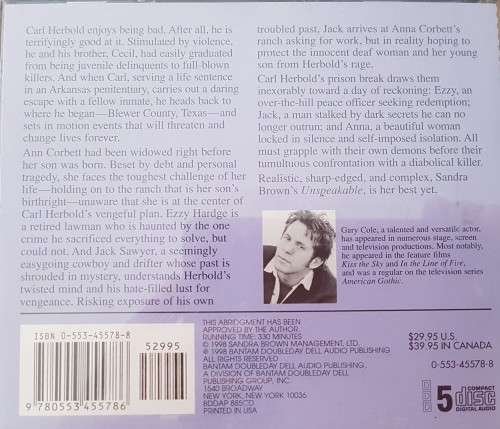 Carl Herbold enjoys being bad. After all, he is
terrifyingly good at it. Stimulated by violence,
he and his brother, Cecil, had easily graduated
from being juvenile delinquents to full-blown
killers. And when Carl, serving a life sentence
in an Arkansas penitentiary, carries out a daring
escape with a fellow inmate, he heads back to
where he began—Blewer County, Texas—and
sets in motion events that will threaten and
change lives forever.
Ann Corbett had been widowed right before
her son was born. Beset by debt and personal
tragedy, she faces the toughest challenge of her
life—holding on to the ranch that is her son's
birthright—unaware that she is at the center of
Carl Herbold's vengeful plan. Ezzy Hardge is
a retired lawman who is haunted by the one
crime he sacrificed everything to solve, but
could not. And Jack Sawyer, a seemingly
easygoing cowboy and drifter whose past is
shrouded in mystery, understands Herbold's
twisted mind and his hate-filled lust for
vengeance. Risking exposure of his own
troubled past, Jack arrives at Anna Corbett's
ranch asking for work, but in reality hoping to
protect the innocent deaf woman and her young
son from Herbold's rage.
Carl Herbold's prison break draws them
inexorably toward a day of reckoning: Ezzy, an
over-the-hill peace officer seeking redemption;
Jack, a man stalked by dark secrets he can no
longer outrun; and Anna, a beautiful woman
locked in silence and self-imposed isolation. All
must grapple with their own demons before their
tumultuous confrontation with a diabolical killer.
Realistic, sharp-edged, and complex, Sandra
Brown's Unspeakable, is her best yet.
Gary Cole, a talented and versatile actor,
has appeared in numerous stage, screen
and television productions. Most notably,
he appeared in the feature films
Kiss the Sky and In the Line of Fire,
and was a regular on the television series
American Gothic.
ISBN 0-553-45578-8
52995
9 780553 455786
THIS ABRIDGMENT HAS BEEN
APPROVED BY THE AUTHOR.
RUNNING TIME: 330 MINUTES
© 1998 SANDRA BROWN MANAGEMENT, LTD.
℗ 1998 BANTAM DOUBLEDAY DELL AUDIO PUBLISHING
ALL RIGHTS RESERVED
BANTAM DOUBLEDAY DELL AUDIO PUBLISHING,
A DIVISION OF BANTAM DOUBLEDAY DELL
PUBLISHING GROUP, INC.
1540 BROADWAY
NEW YORK, NEW YORK 10036
BDDAP 885CD
PRINTED IN USA
$29.95 U.S.
$39.95 IN CANADA
0-553-45578-8
5
COMPACT
disc
DIGITAL AUDIO